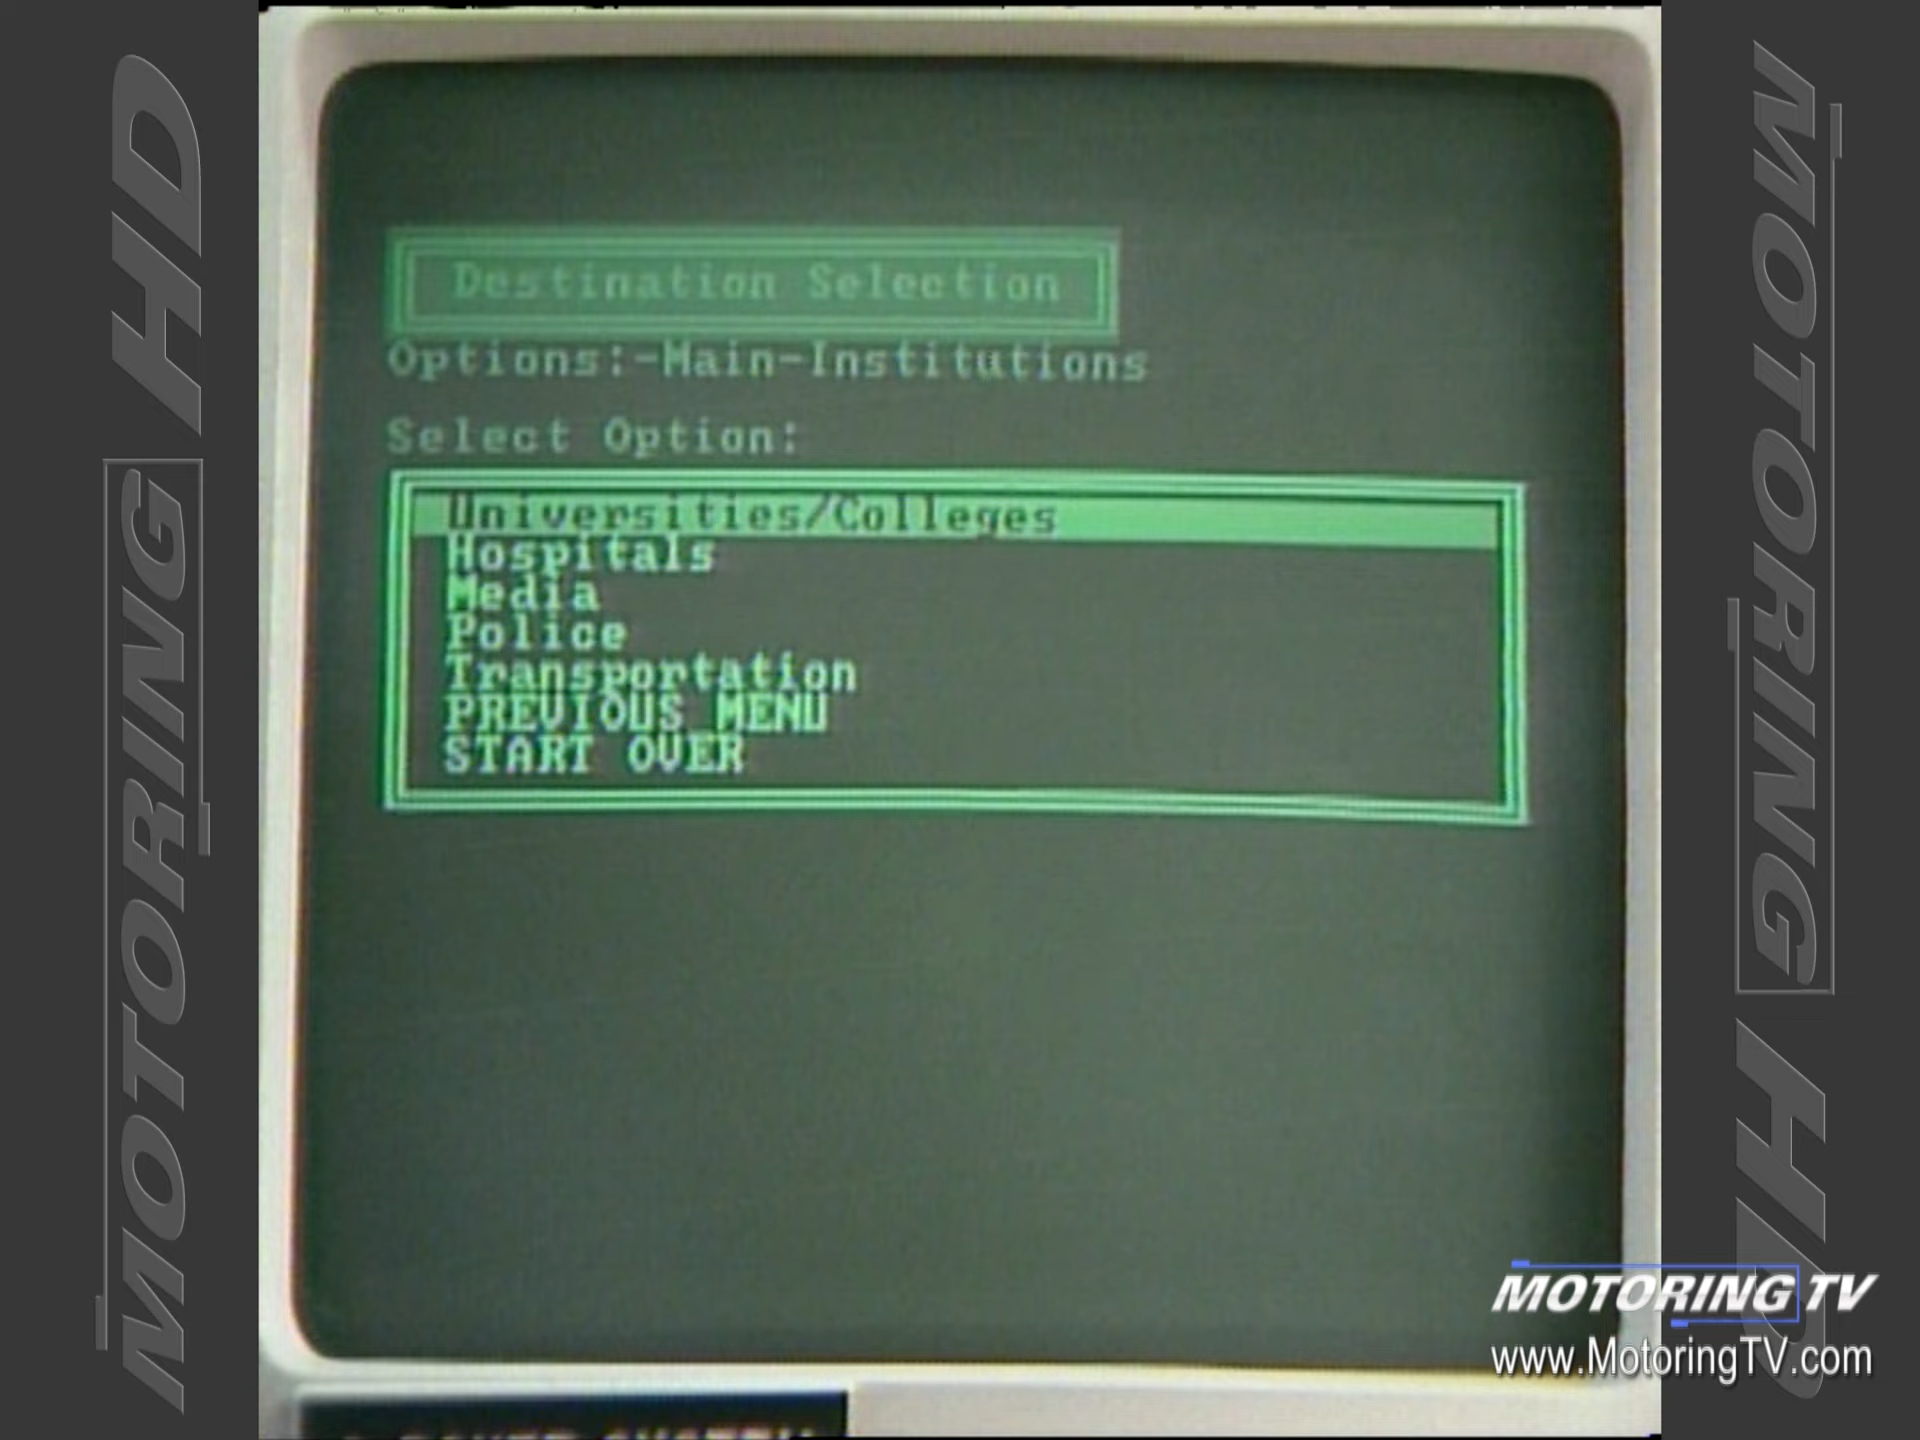 Destination Selection
Options:-Main-Institutions
Select Option:
Universities/Colleges
Hospitals
Media
Police
Transportation
PREVIOUS MENU
START OVER
MOTORING HD
MOTORING HD
MOTORING TV
www.MotoringTV.com